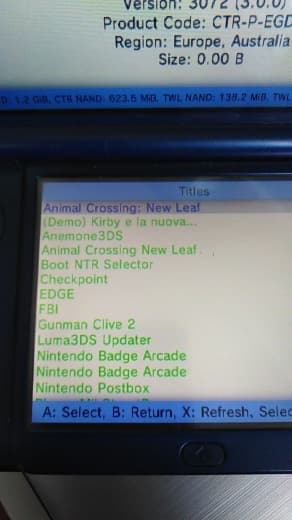 Version: 3072 (3.0.0)
Product Code: CTR-P-EGD
Region: Europe, Australia
Size: 0.00 B
D: 1.2 GiB, CTR NAND: 623.5 MiB, TWL NAND: 138.2 MiB, TWL
Titles
Animal Crossing: New Leaf
(Demo) Kirby e la nuova...
Anemone3DS
Animal Crossing New Leaf
Boot NTR Selector
Checkpoint
EDGE
FBI
Gunman Clive 2
Luma3DS Updater
Nintendo Badge Arcade
Nintendo Badge Arcade
Nintendo Postbox
A: Select, B: Return, X: Refresh, Selec